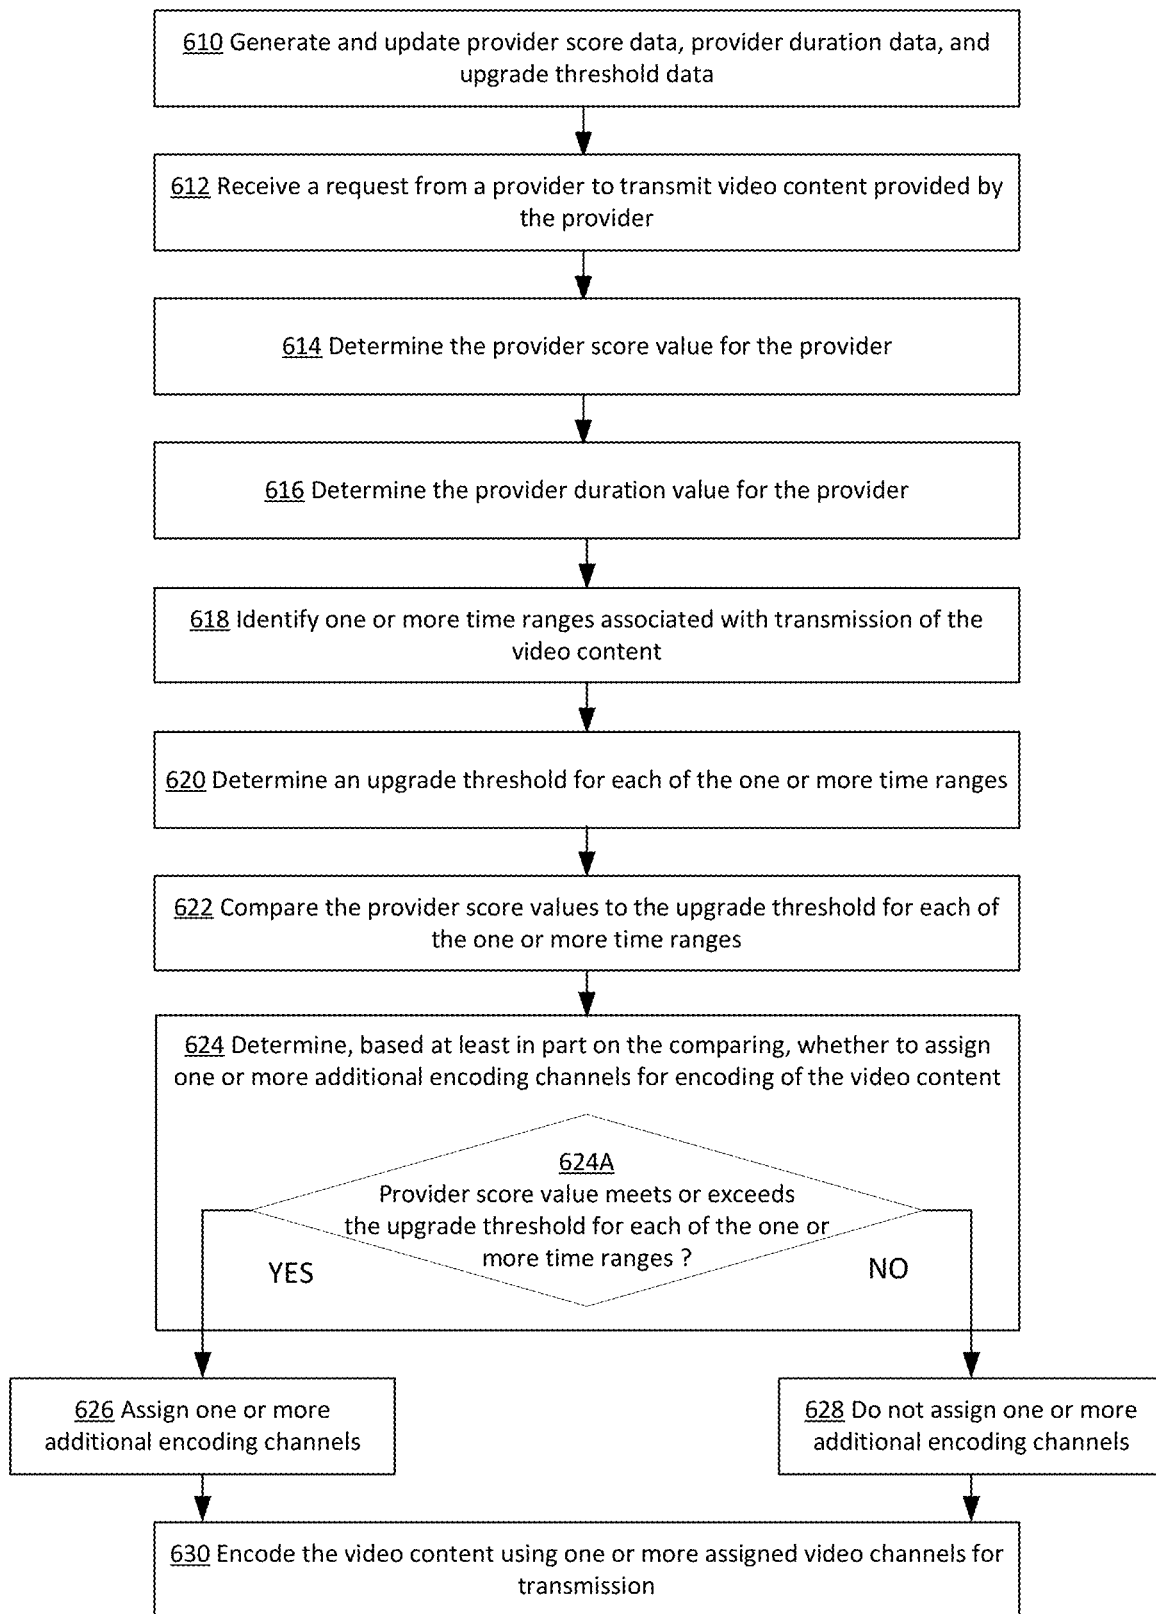 610 Generate and update provider score data, provider duration data, and
upgrade threshold data
612 Receive a request from a provider to transmit video content provided by
the provider
614 Determine the provider score value for the provider
616 Determine the provider duration value for the provider
618 Identify one or more time ranges associated with transmission of the
video content
620 Determine an upgrade threshold for each of the one or more time ranges
622 Compare the provider score values to the upgrade threshold for each of
the one or more time ranges
624 Determine, based at least in part on the comparing, whether to assign
one or more additional encoding channels for encoding of the video content
624A
Provider score value meets or exceeds
the upgrade threshold for each of the one or
more time ranges ?
YES
NO
626 Assign one or more
additional encoding channels
628 Do not assign one or more
additional encoding channels
630 Encode the video content using one or more assigned video channels for
transmission